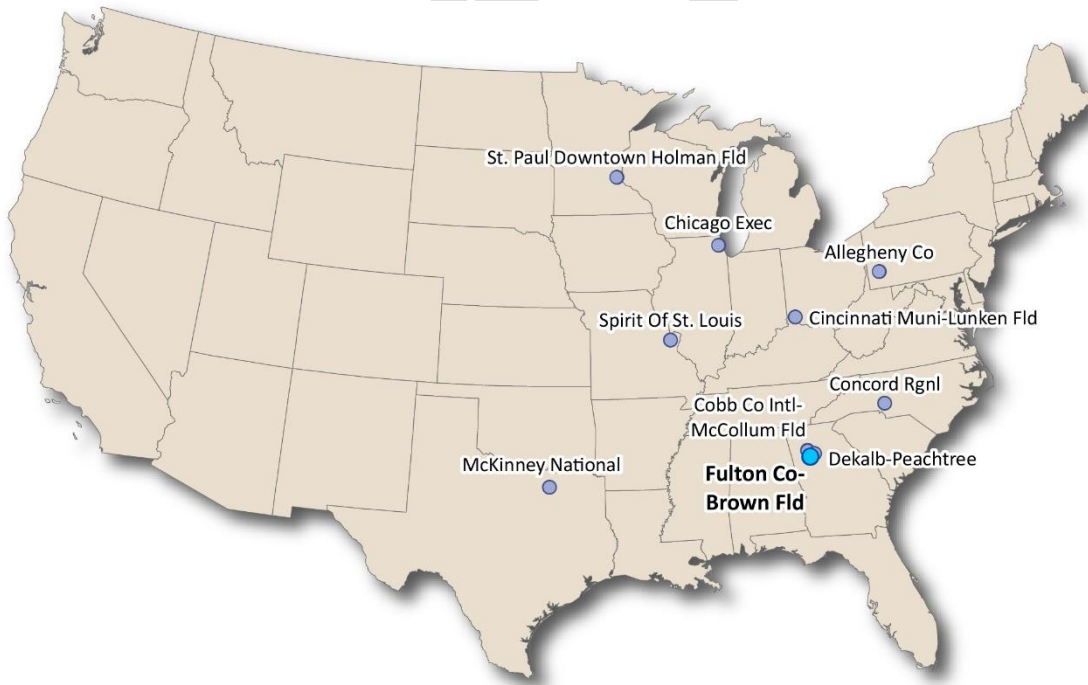 St. Paul Downtown Holman Fld
Chicago Exec
Allegheny Co
Spirit Of St. Louis
Cincinnati Muni-Lunken Fld
Concord Rgnl
Cobb Co Intl-
McCollum Fld
Dekalb-Peachtree
McKinney National
Fulton Co-
Brown Fld